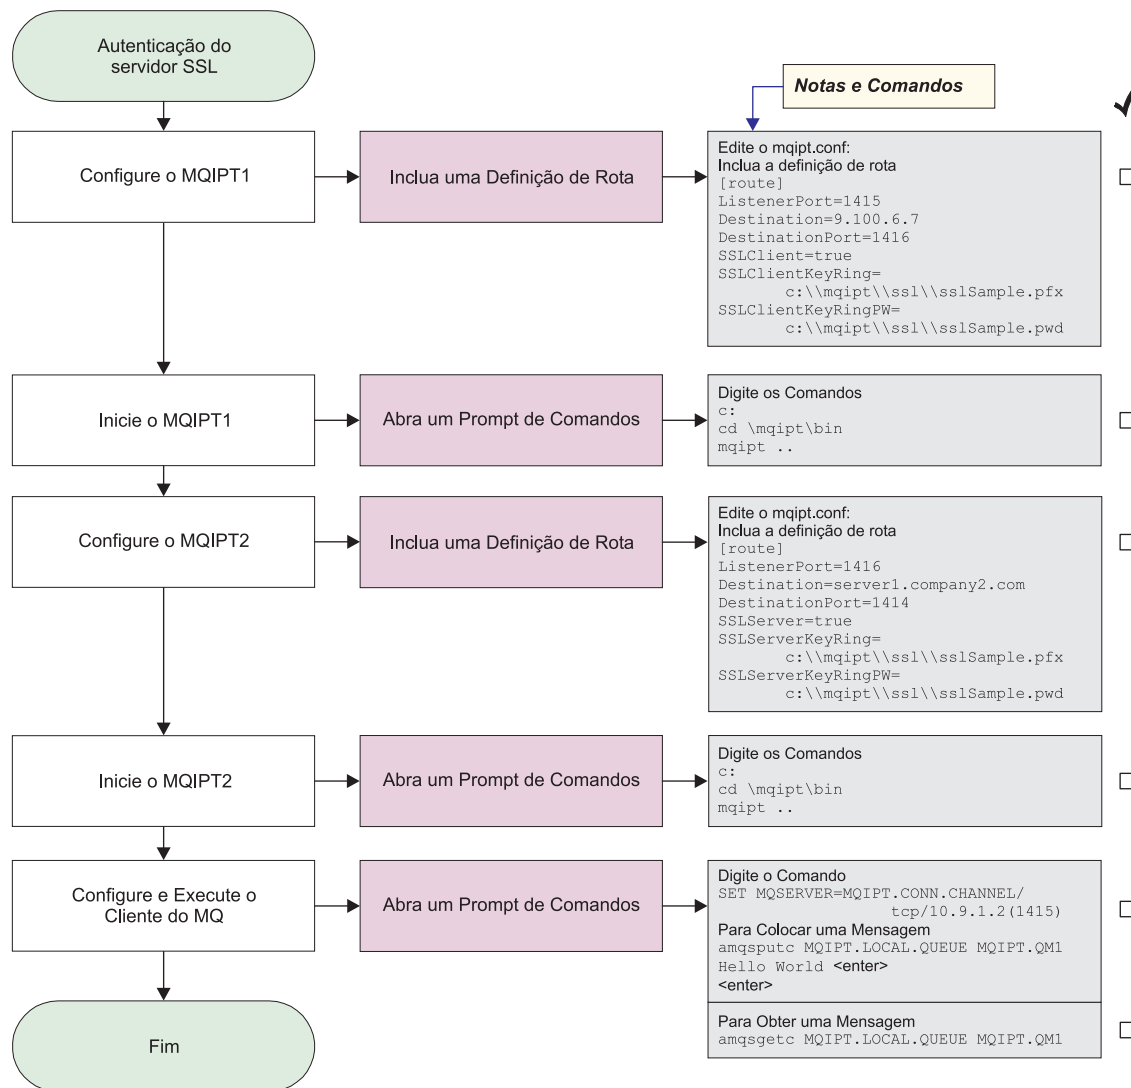 Autenticação do
servidor SSL
Notas e Comandos
Configure o MQIPT1
Inclua uma Definição de Rota
Edite o mqipt.conf:
Inclua a definição de rota
[route]
ListenerPort=1415
Destination=9.100.6.7
DestinationPort=1416
SSLClient=true
SSLClientKeyRing=
c:\\mqipt\\ssl\\sslSample.pfx
SSLClientKeyRingPW=
c:\\mqipt\\ssl\\sslSample.pwd
Inicie o MQIPT1
Abra um Prompt de Comandos
Digite os Comandos
c:
cd \mqipt\bin
mqipt ..
Configure o MQIPT2
Inclua uma Definição de Rota
Edite o mqipt.conf:
Inclua a definição de rota
[route]
ListenerPort=1416
Destination=server1.company2.com
DestinationPort=1414
SSLServer=true
SSLServerKeyRing=
c:\\mqipt\\ssl\\sslSample.pfx
SSLServerKeyRingPW=
c:\\mqipt\\ssl\\sslSample.pwd
Inicie o MQIPT2
Abra um Prompt de Comandos
Digite os Comandos
c:
cd \mqipt\bin
mqipt ..
Configure e Execute o
Cliente do MQ
Abra um Prompt de Comandos
Digite o Comando
SET MQSERVER=MQIPT.CONN.CHANNEL/
tcp/10.9.1.2(1415)
Para Colocar uma Mensagem
amqsputc MQIPT.LOCAL.QUEUE MQIPT.QM1
Hello World <enter>
<enter>
Para Obter uma Mensagem
amqsgetc MQIPT.LOCAL.QUEUE MQIPT.QM1
Fim